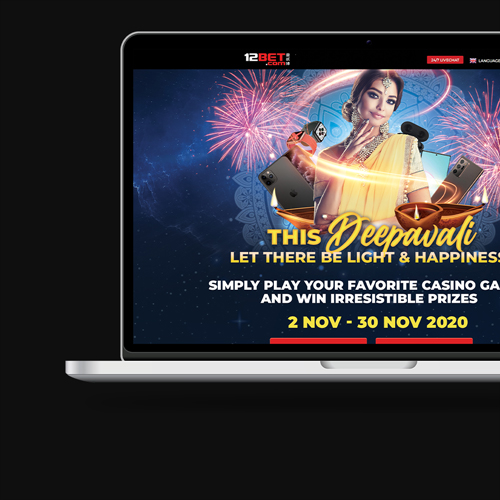 12BET
.com
24/7 LIVECHAT
LANGUAGE
THIS Deepavali
LET THERE BE LIGHT & HAPPINESS
SIMPLY PLAY YOUR FAVORITE CASINO GA
AND WIN IRRESISTIBLE PRIZES
2 NOV - 30 NOV 2020